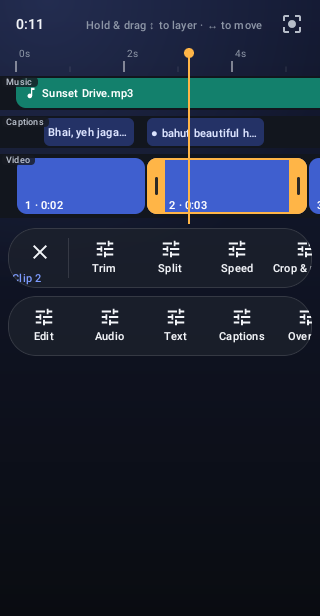 0:11
Hold & drag ↕ to layer · ↔ to move
0s
2s
4s
Music
Sunset Drive.mp3
Captions
Bhai, yeh jaga…
bahut beautiful h…
Video
1 · 0:02
2 · 0:03
3
Clip 2
Trim
Split
Speed
Crop &
Edit
Audio
Text
Captions
Over